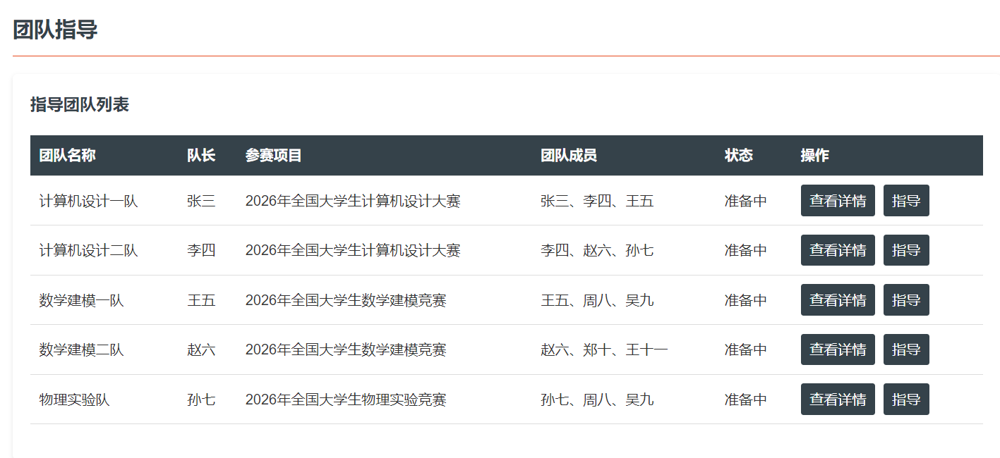 团队指导
指导团队列表
团队名称 队长 参赛项目 团队成员 状态 操作
计算机设计一队 张三 2026年全国大学生计算机设计大赛 张三、李四、王五 准备中 查看详情 指导
计算机设计二队 李四 2026年全国大学生计算机设计大赛 李四、赵六、孙七 准备中 查看详情 指导
数学建模一队 王五 2026年全国大学生数学建模竞赛 王五、周八、吴九 准备中 查看详情 指导
数学建模二队 赵六 2026年全国大学生数学建模竞赛 赵六、郑十、王十一 准备中 查看详情 指导
物理实验队 孙七 2026年全国大学生物理实验竞赛 孙七、周八、吴九 准备中 查看详情 指导